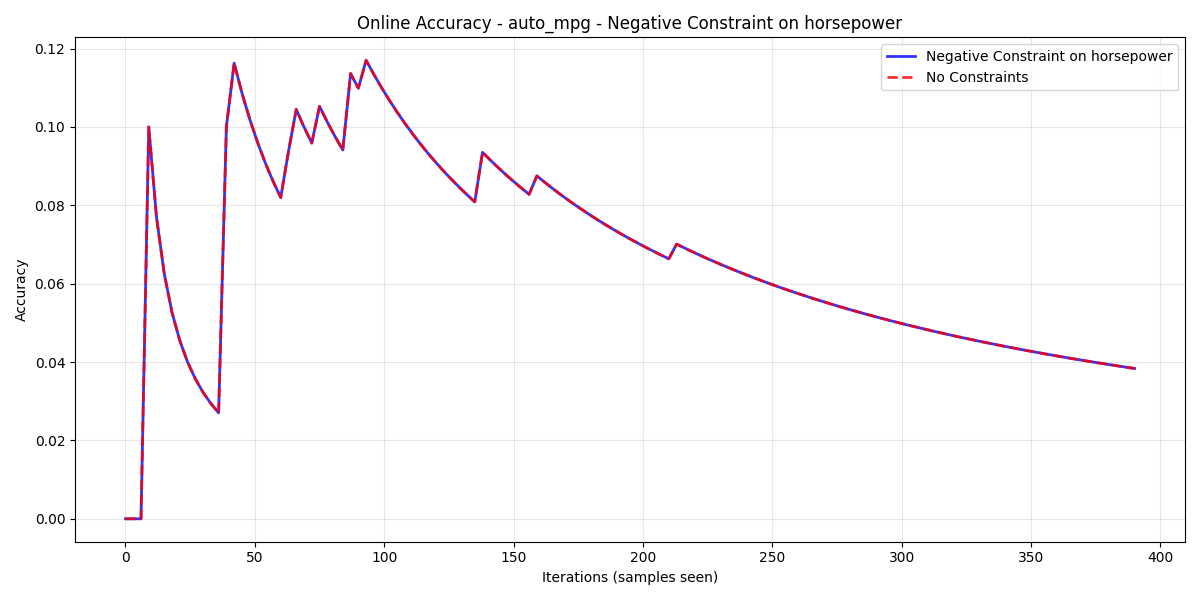 Online Accuracy - auto_mpg - Negative Constraint on horsepower
Negative Constraint on horsepower
No Constraints
Accuracy
0.12
0.10
0.08
0.06
0.04
0.02
0.00
0 50 100 150 200 250 300 350 400
Iterations (samples seen)